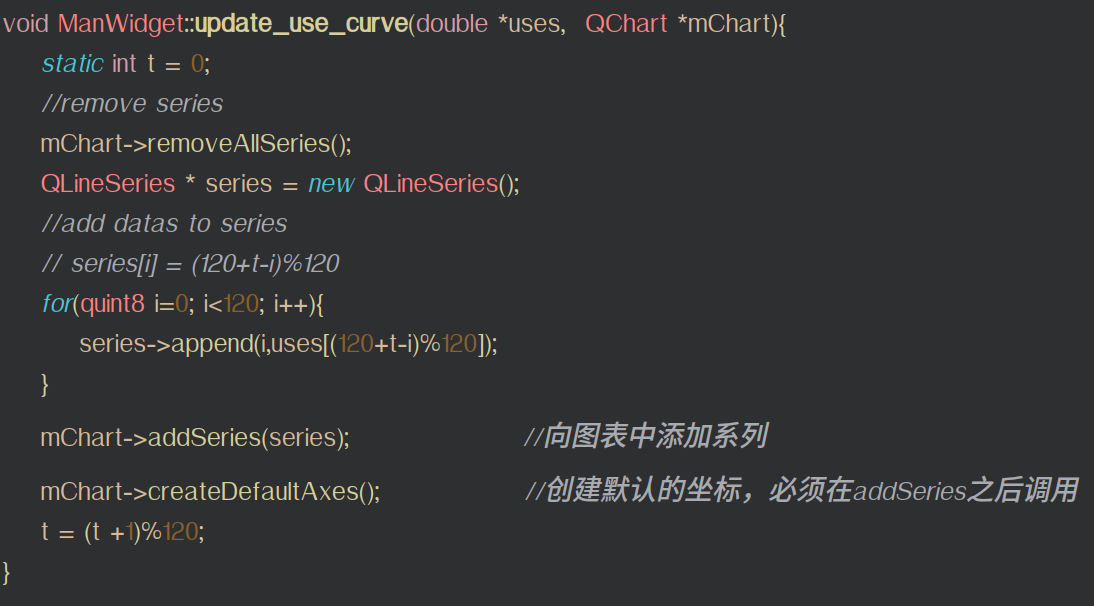 void ManWidget::update_use_curve(double *uses,  QChart *mChart){
static int t = 0;
//remove series
mChart->removeAllSeries();
QLineSeries * series = new QLineSeries();
//add datas to series
// series[i] = (120+t-i)%120
for(quint8 i=0; i<120; i++){
series->append(i,uses[(120+t-i)%120]);
}
mChart->addSeries(series); //向图表中添加系列
mChart->createDefaultAxes(); //创建默认的坐标，必须在addSeries之后调用
t = (t +1)%120;
}